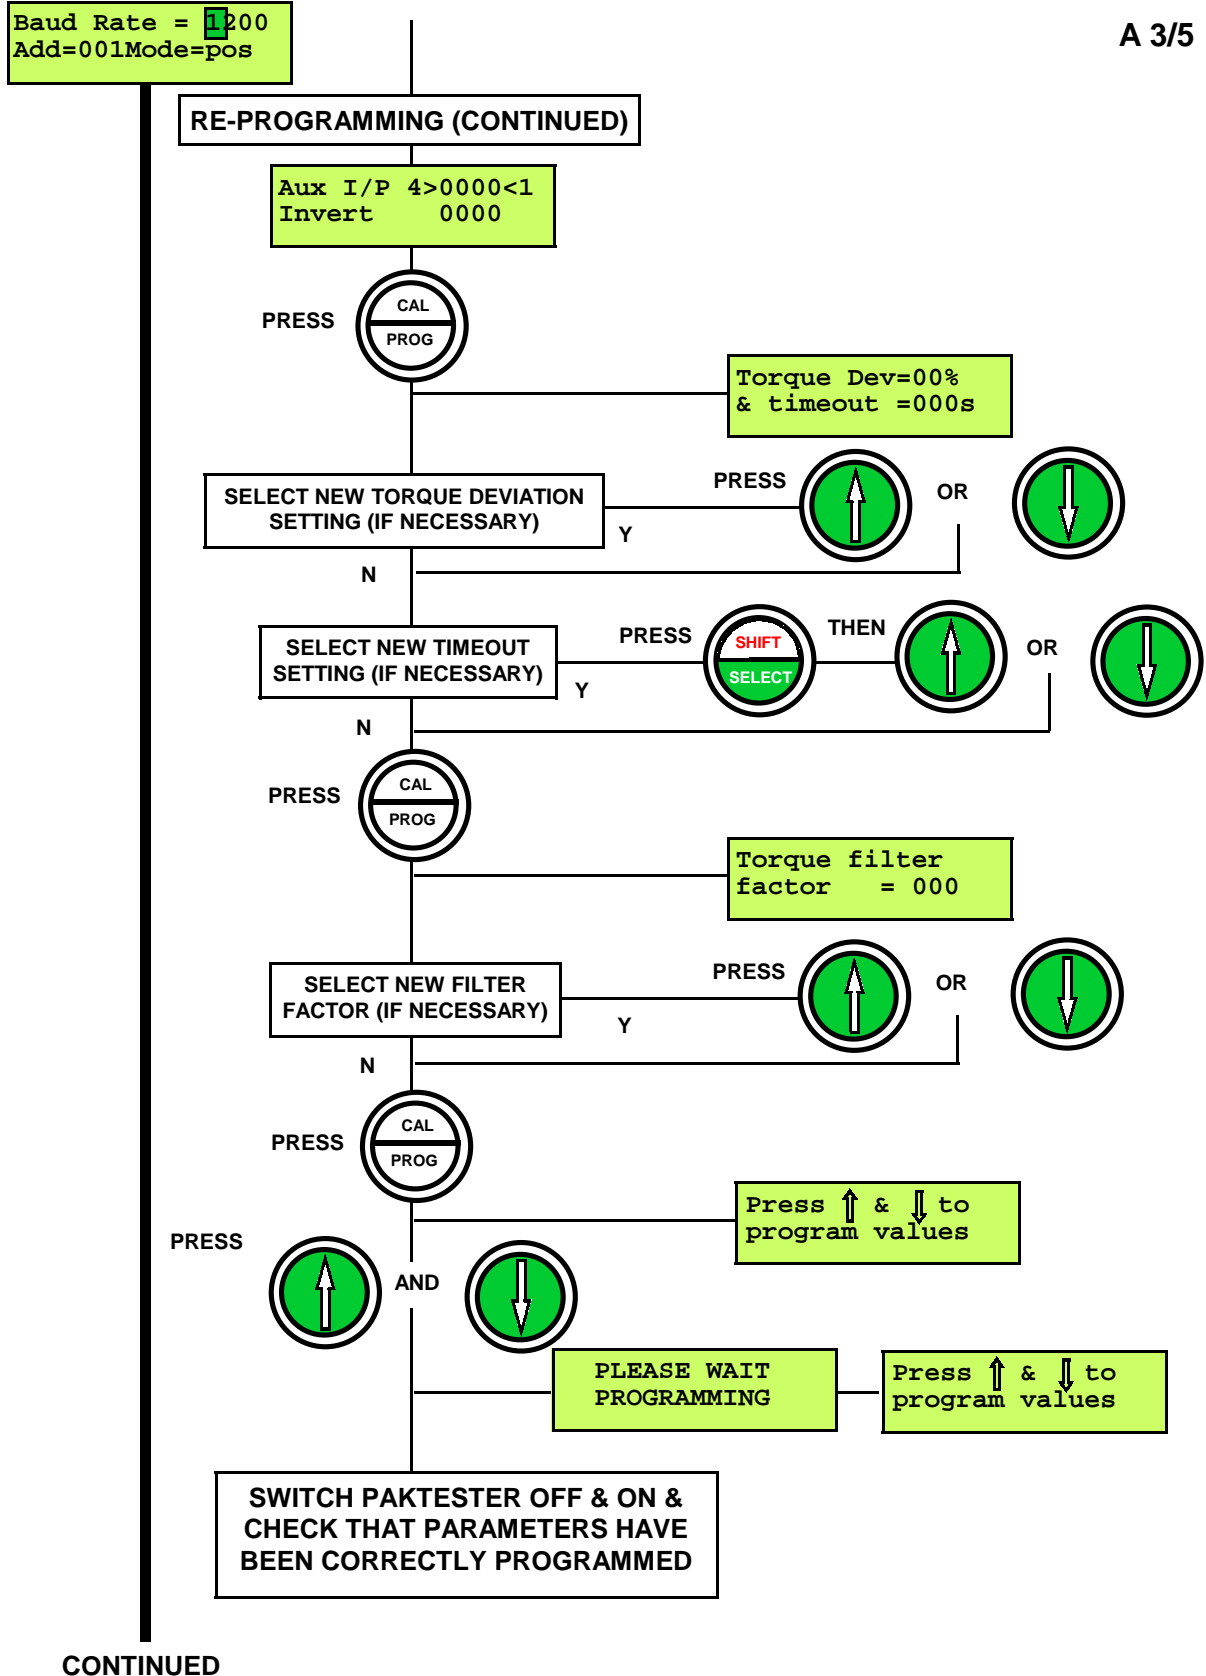 Baud Rate = 1200
Add=001Mode=pos
A 3/5
RE-PROGRAMMING (CONTINUED)
Aux I/P 4>0000<1
Invert 0000
PRESS
CAL
PROG
Torque Dev=00%
& timeout =000s
SELECT NEW TORQUE DEVIATION
SETTING (IF NECESSARY)
PRESS
OR
Y
N
SELECT NEW TIMEOUT
SETTING (IF NECESSARY)
PRESS
SHIFT
SELECT
THEN
OR
Y
N
PRESS
CAL
PROG
Torque filter
factor = 000
SELECT NEW FILTER
FACTOR (IF NECESSARY)
PRESS
OR
Y
N
PRESS
CAL
PROG
Press ⇑ & ⇓ to
program values
PRESS
AND
PLEASE WAIT
PROGRAMMING
Press ⇑ & ⇓ to
program values
SWITCH PAKTESTER OFF & ON &
CHECK THAT PARAMETERS HAVE
BEEN CORRECTLY PROGRAMMED
CONTINUED